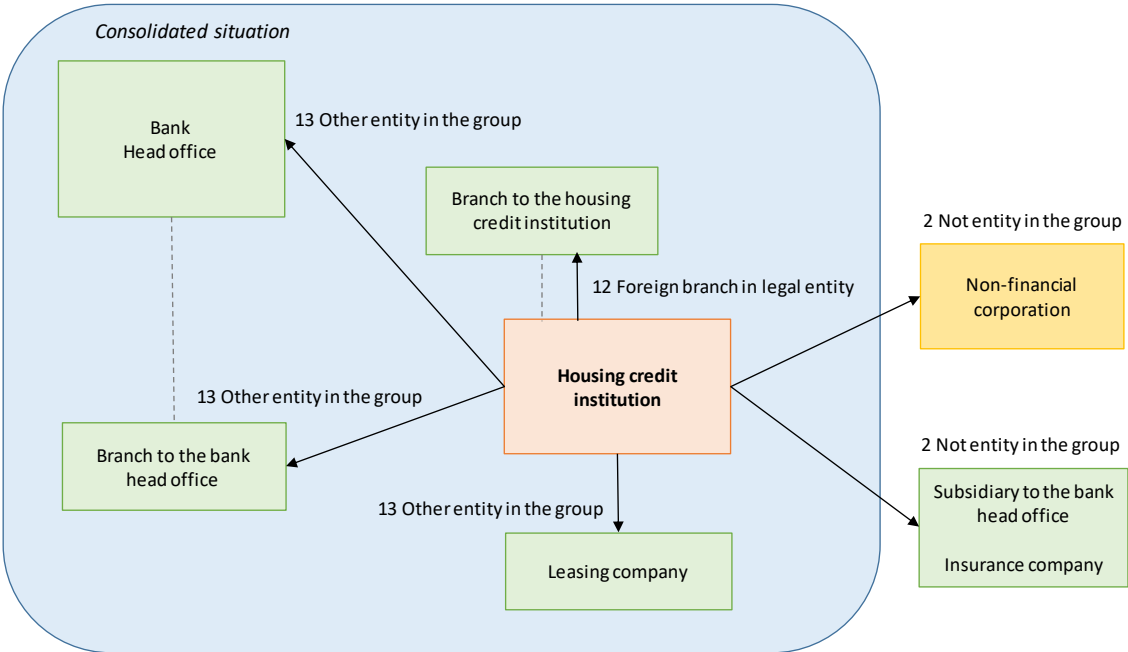 Consolidated situation
Bank
Head office
13 Other entity in the group
Branch to the housing
credit institution
12 Foreign branch in legal entity
2 Not entity in the group
Non-financial
corporation
Housing credit
institution
13 Other entity in the group
Branch to the bank
head office
2 Not entity in the group
Subsidiary to the bank
head office
Insurance company
13 Other entity in the group
Leasing company